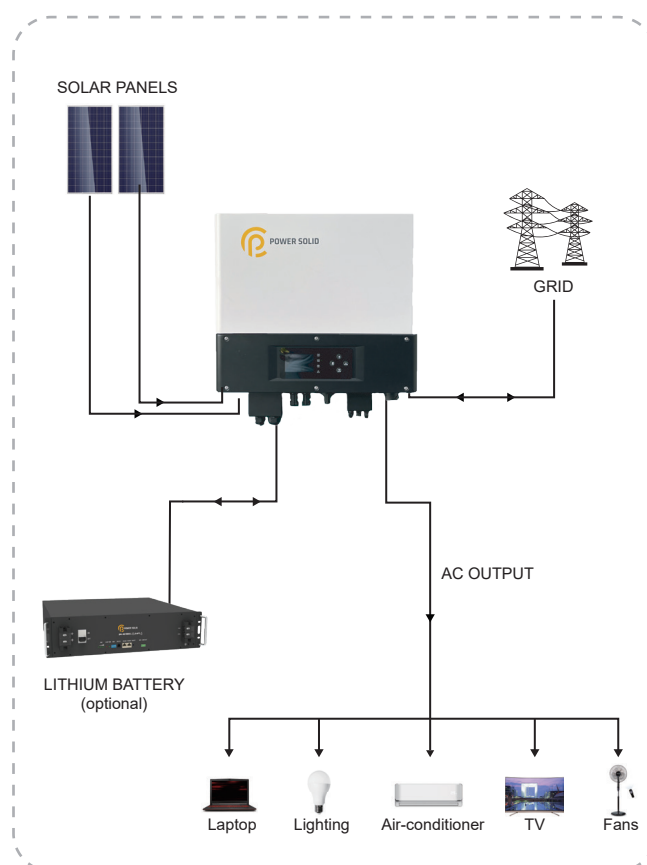 SOLAR PANELS
POWER SOLID
GRID
AC OUTPUT
LITHIUM BATTERY
(optional)
Laptop
Lighting
Air-conditioner
TV
Fans